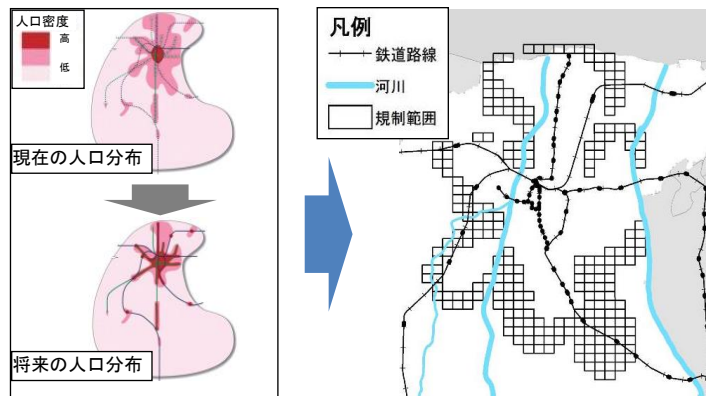 人口密度
高
低
現在の人口分布
将来の人口分布
凡例
鉄道路線
河川
規制範囲